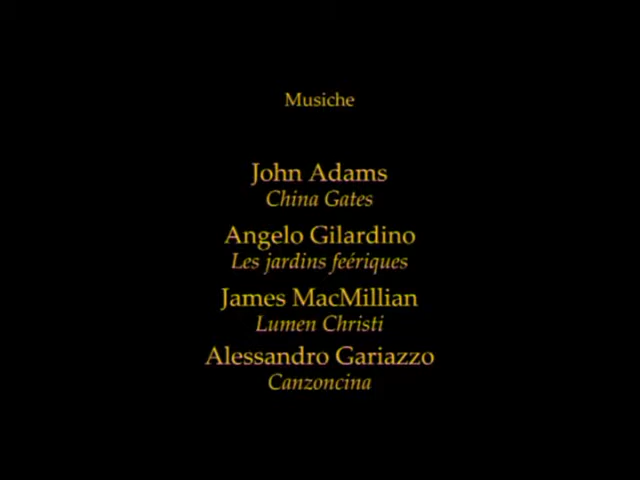 Musiche
John Adams
China Gates
Angelo Gilardino
Les jardins feériques
James MacMillian
Lumen Christi
Alessandro Gariazzo
Canzoncina